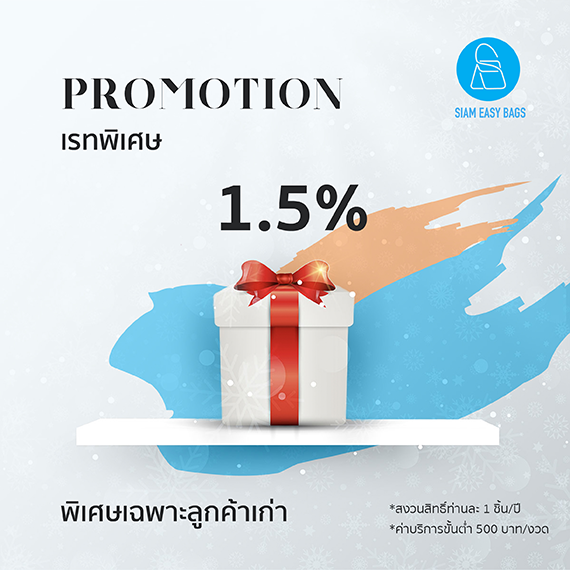 SIAM EASY BAGS
PROMOTION
เรทพิเศษ
1.5%
พิเศษเฉพาะลูกค้าเก่า
*สงวนสิทธิ์ท่านละ 1 ชิ้น/ปี
*ค่าบริการขั้นต่ำ 500 บาท/งวด